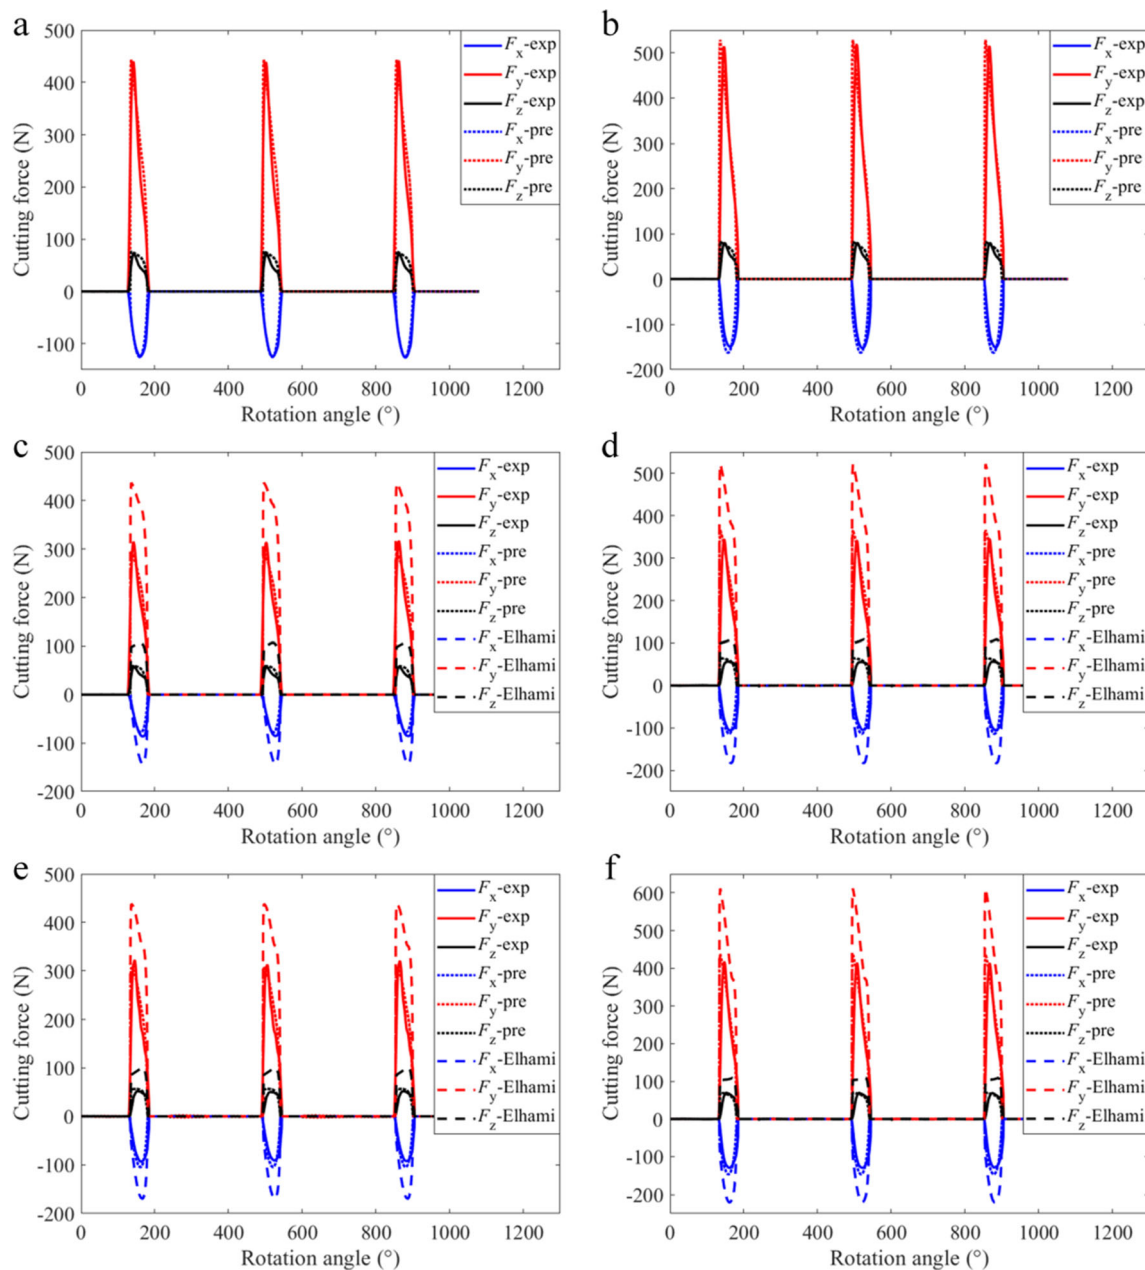 a
500
400
300
200
100
0
-100
Cutting force (N)
0 200 400 600 800 1000 1200
Rotation angle (°)
Fx-exp
Fy-exp
Fz-exp
Fx-pre
Fy-pre
Fz-pre
b
500
400
300
200
100
0
-100
-200
Cutting force (N)
0 200 400 600 800 1000 1200
Rotation angle (°)
Fx-exp
Fy-exp
Fz-exp
Fx-pre
Fy-pre
Fz-pre
c
500
400
300
200
100
0
-100
-200
Cutting force (N)
0 200 400 600 800 1000 1200
Rotation angle (°)
Fx-exp
Fy-exp
Fz-exp
Fx-pre
Fy-pre
Fz-pre
Fx-Elhami
Fy-Elhami
Fz-Elhami
d
500
400
300
200
100
0
-100
-200
Cutting force (N)
0 200 400 600 800 1000 1200
Rotation angle (°)
Fx-exp
Fy-exp
Fz-exp
Fx-pre
Fy-pre
Fz-pre
Fx-Elhami
Fy-Elhami
Fz-Elhami
e
500
400
300
200
100
0
-100
-200
Cutting force (N)
0 200 400 600 800 1000 1200
Rotation angle (°)
Fx-exp
Fy-exp
Fz-exp
Fx-pre
Fy-pre
Fz-pre
Fx-Elhami
Fy-Elhami
Fz-Elhami
f
600
500
400
300
200
100
0
-100
-200
Cutting force (N)
0 200 400 600 800 1000 1200
Rotation angle (°)
Fx-exp
Fy-exp
Fz-exp
Fx-pre
Fy-pre
Fz-pre
Fx-Elhami
Fy-Elhami
Fz-Elhami